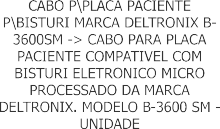 CABO P\PLACA PACIENTE
P\BISTURI MARCA DELTRONIX B-
3600SM -> CABO PARA PLACA
PACIENTE COMPATIVEL COM
BISTURI ELETRONICO MICRO
PROCESSADO DA MARCA
DELTRONIX. MODELO B-3600 SM -
UNIDADE